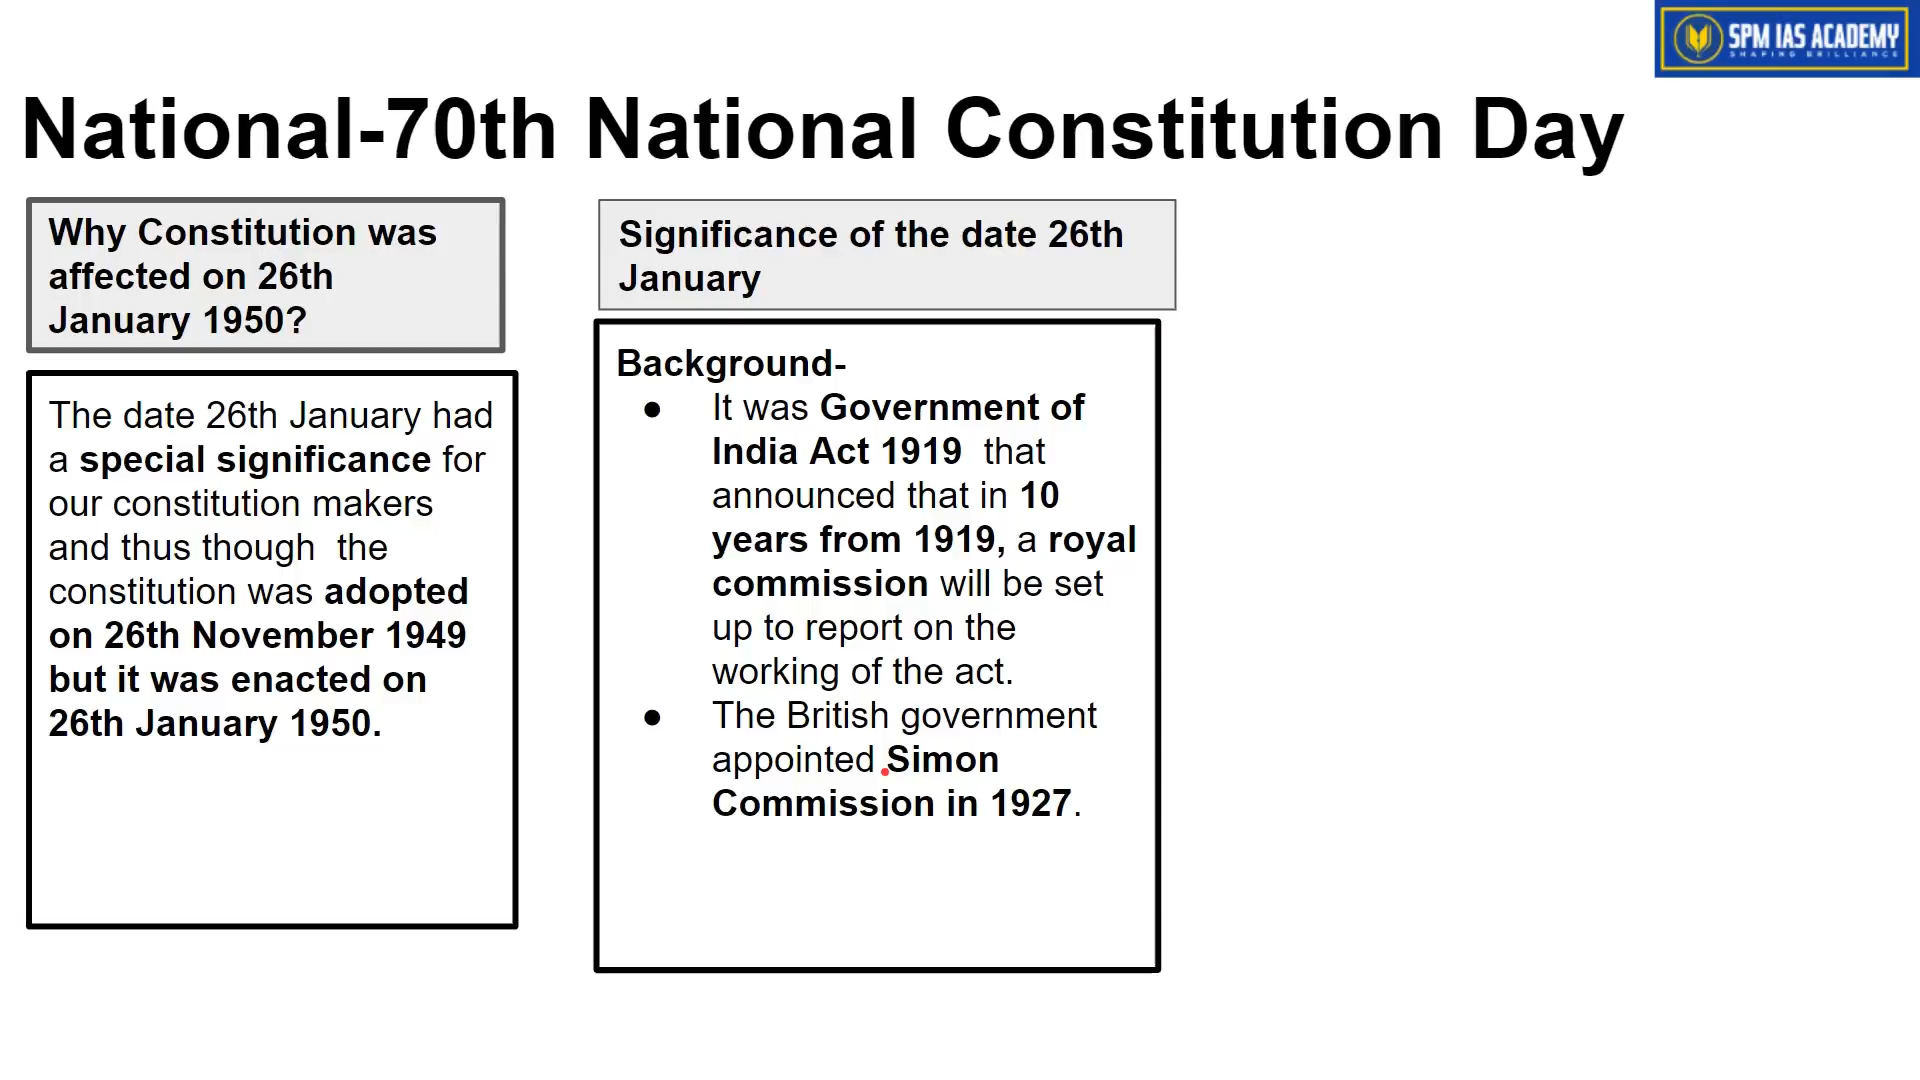 SPM IAS ACADEMY
SHAPING BRILLIANCE
National-70th National Constitution Day
Why Constitution was
affected on 26th
January 1950?
The date 26th January had
a special significance for
our constitution makers
and thus though  the
constitution was adopted
on 26th November 1949
but it was enacted on
26th January 1950.
Significance of the date 26th
January
Background-
● It was Government of
India Act 1919  that
announced that in 10
years from 1919, a royal
commission will be set
up to report on the
working of the act.
● The British government
appointed Simon
Commission in 1927.